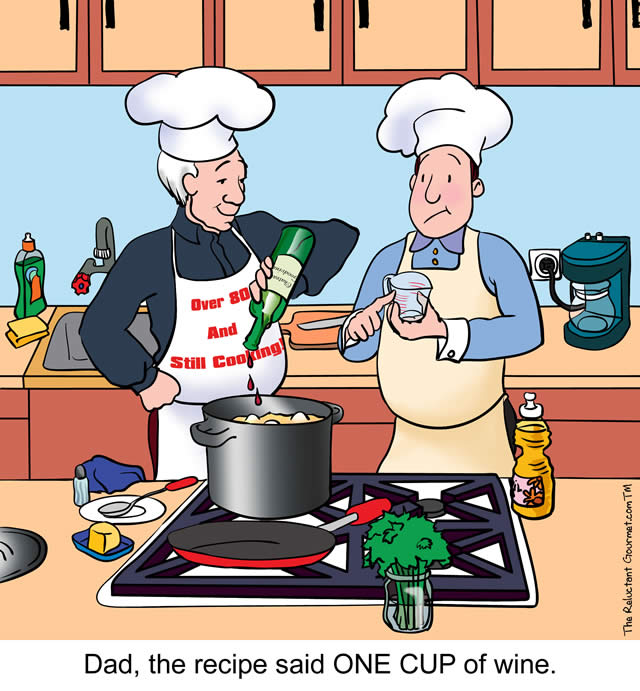 Over 80
And
Still Cooking!
The Reluctant Gourmet.com TM
Dad, the recipe said ONE CUP of wine.